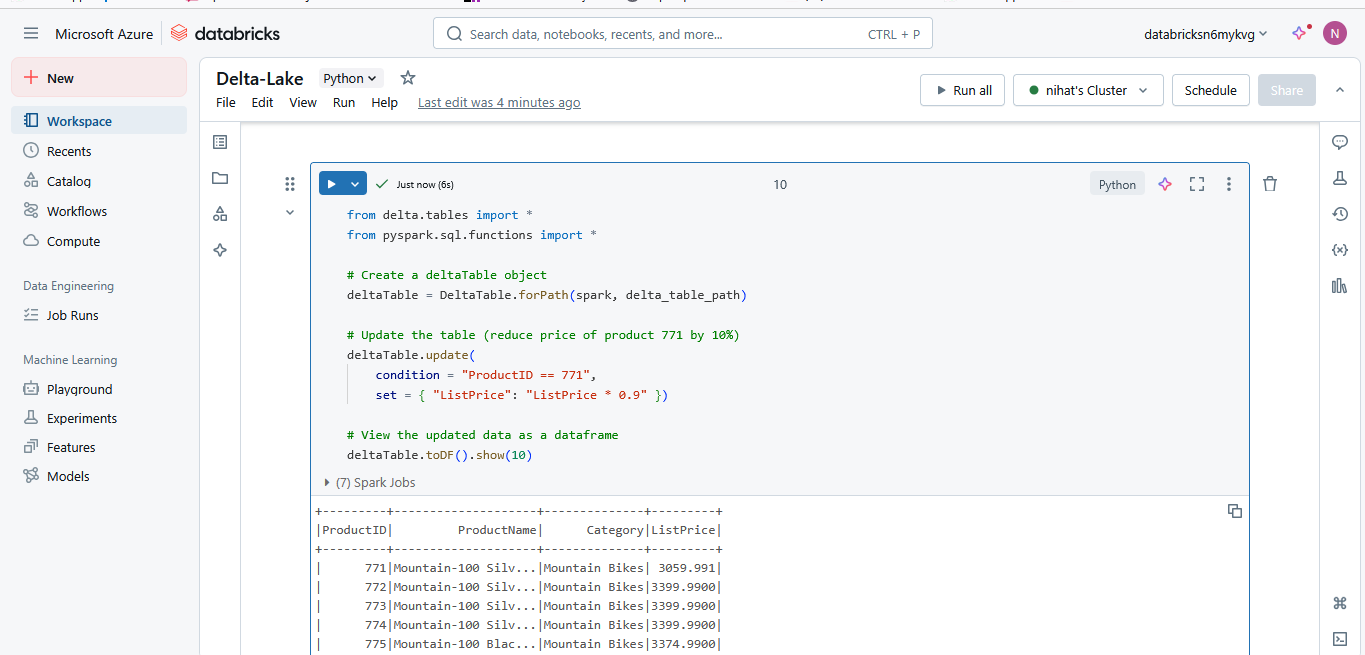 Microsoft Azure databricks Search data, notebooks, recents, and more... CTRL + P databricksn6mykvg N
New
Workspace
Recents
Catalog
Workflows
Compute
Data Engineering
Job Runs
Machine Learning
Playground
Experiments
Features
Models
Delta-Lake Python
File Edit View Run Help Last edit was 4 minutes ago
Run all nihat's Cluster Schedule Share
Just now (6s) 10 Python
from delta.tables import *
from pyspark.sql.functions import *
# Create a deltaTable object
deltaTable = DeltaTable.forPath(spark, delta_table_path)
# Update the table (reduce price of product 771 by 10%)
deltaTable.update(
condition = "ProductID == 771",
set = { "ListPrice": "ListPrice * 0.9" })
# View the updated data as a dataframe
deltaTable.toDF().show(10)
(7) Spark Jobs
+---------+--------------------+--------------+---------+
|ProductID|         ProductName|      Category|ListPrice|
+---------+--------------------+--------------+---------+
|      771|Mountain-100 Silv...|Mountain Bikes| 3059.991|
|      772|Mountain-100 Silv...|Mountain Bikes|3399.9900|
|      773|Mountain-100 Silv...|Mountain Bikes|3399.9900|
|      774|Mountain-100 Silv...|Mountain Bikes|3399.9900|
|      775|Mountain-100 Blac...|Mountain Bikes|3374.9900|